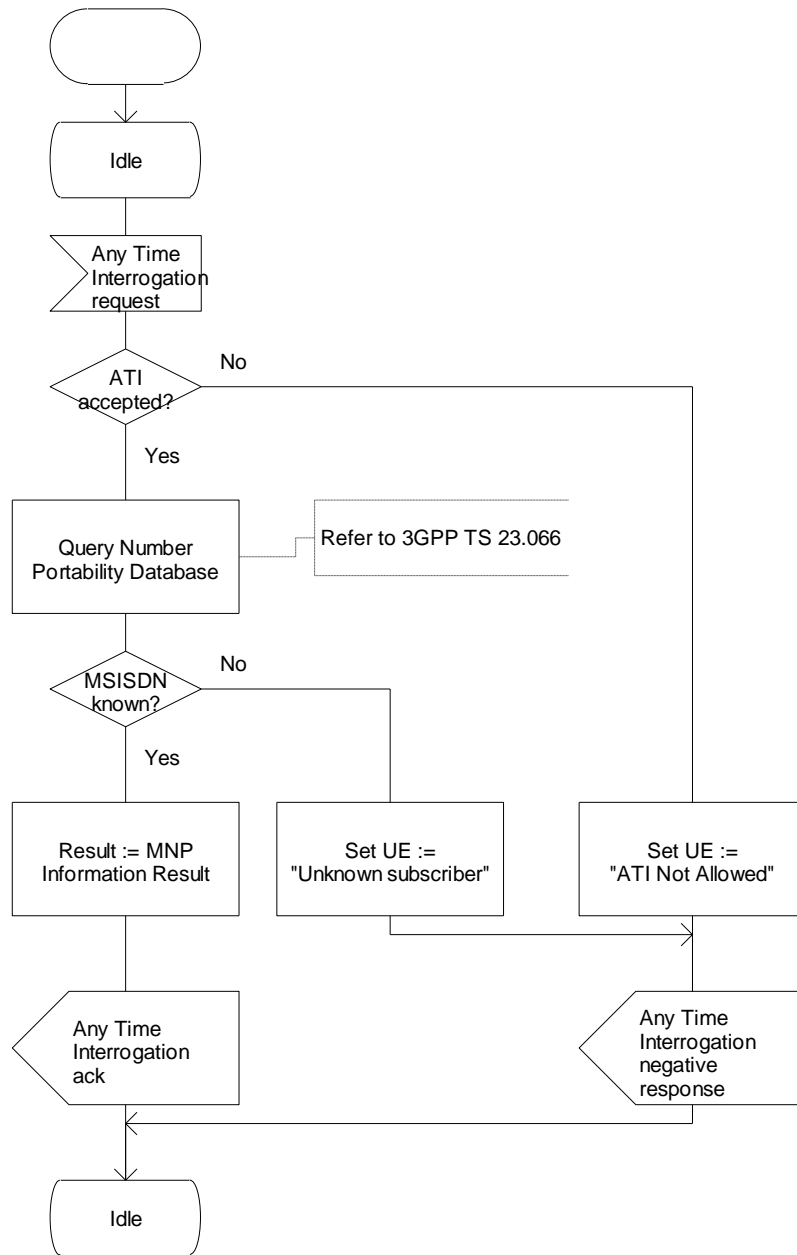 Idle
Any Time
Interrogation
request
ATI
accepted?
No
Yes
Query Number
Portability Database
Refer to 3GPP TS 23.066
MSISDN
known?
No
Yes
Result := MNP
Information Result
Set UE :=
"Unknown subscriber"
Set UE :=
"ATI Not Allowed"
Any Time
Interrogation
ack
Any Time
Interrogation
negative
response
Idle